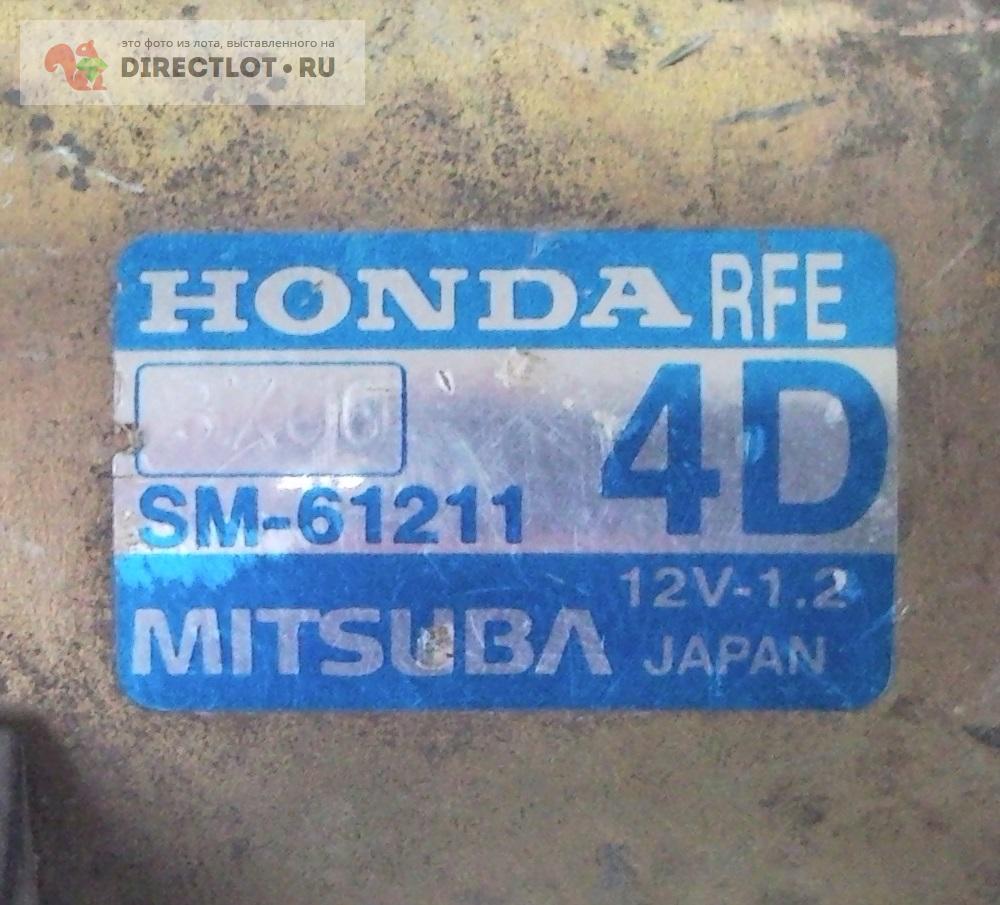 это фото из лота, выставленного на
DIRECTLOT.RU
HONDA RFE
4D
SM-61211
12V-1.2
MITSUBA JAPAN